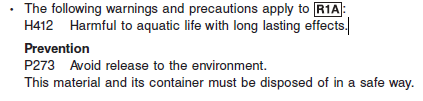 • The following warnings and precautions apply to R1A:
H412 Harmful to aquatic life with long lasting effects.
Prevention
P273 Avoid release to the environment.
This material and its container must be disposed of in a safe way.